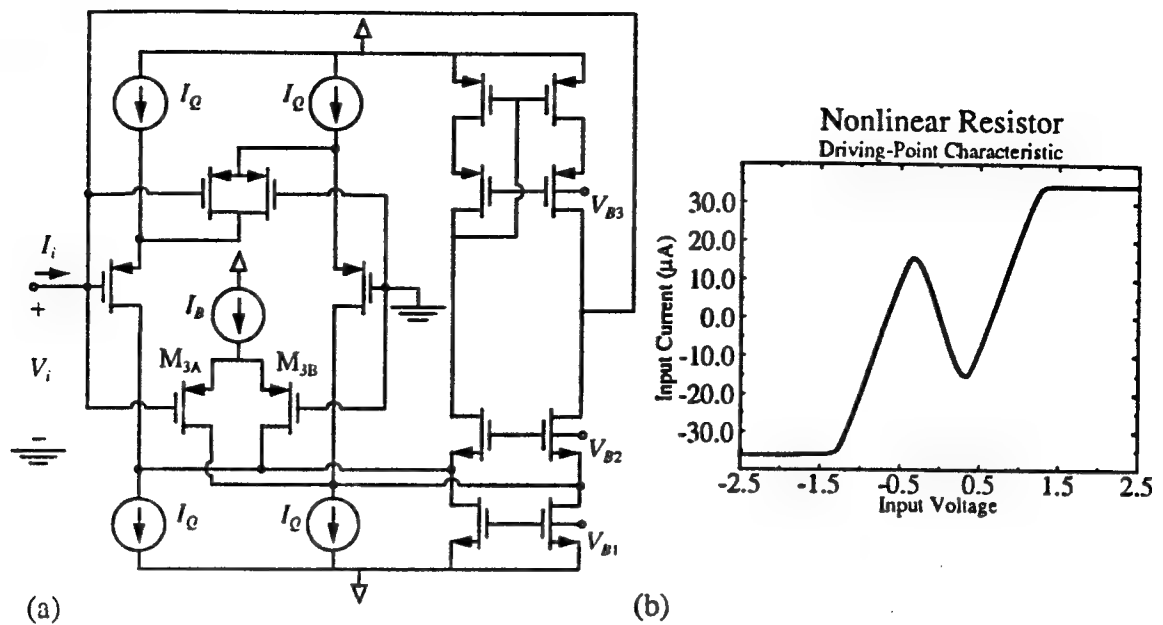 I_Q I_Q
V_B3
I_i
+
I_B
V_i
M_3A M_3B
−
V_B2
I_Q I_Q
V_B1
(a)
Nonlinear Resistor
Driving-Point Characteristic
Input Current (μA)
30.0
20.0
10.0
0.0
-10.0
-20.0
-30.0
-2.5 -1.5 -0.5 0.5 1.5 2.5
Input Voltage
(b)